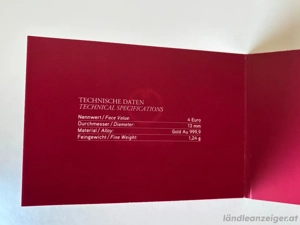 TECHNISCHE DATEN
TECHNICAL SPECIFICATIONS
Nennwert / Face Value: 4 Euro
Durchmesser / Diameter: 13 mm
Material / Alloy: Gold Au 999,9
Feingewicht / Fine Weight: 1,24 g
ländleanzeiger.at